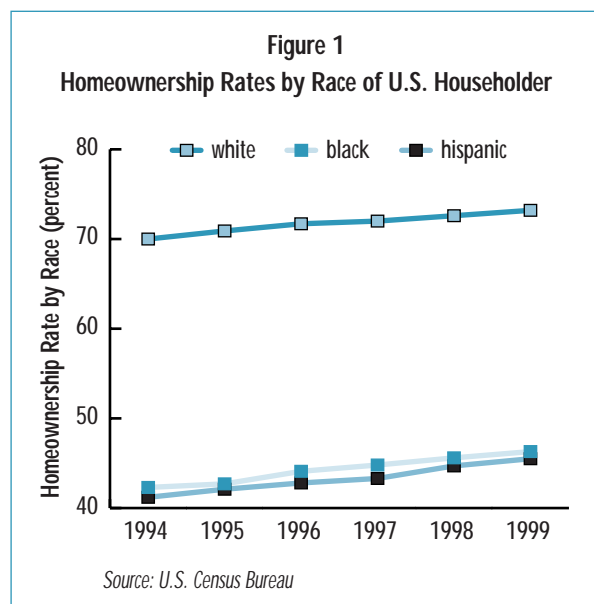 Figure 1
Homeownership Rates by Race of U.S. Householder
white black hispanic
Homeownership Rate by Race (percent)
80
70
60
50
40
1994 1995 1996 1997 1998 1999
Source: U.S. Census Bureau